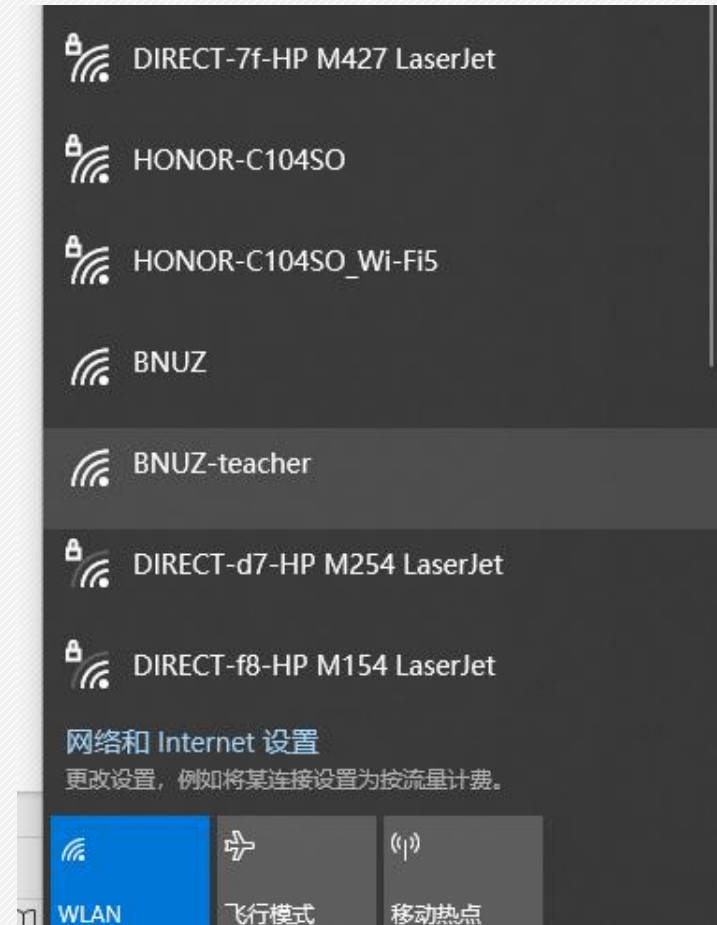 DIRECT-7f-HP M427 LaserJet
HONOR-C104SO
HONOR-C104SO_Wi-Fi5
BNUZ
BNUZ-teacher
DIRECT-d7-HP M254 LaserJet
DIRECT-f8-HP M154 LaserJet
网络和 Internet 设置
更改设置，例如将某连接设置为按流量计费。
WLAN
飞行模式
移动热点